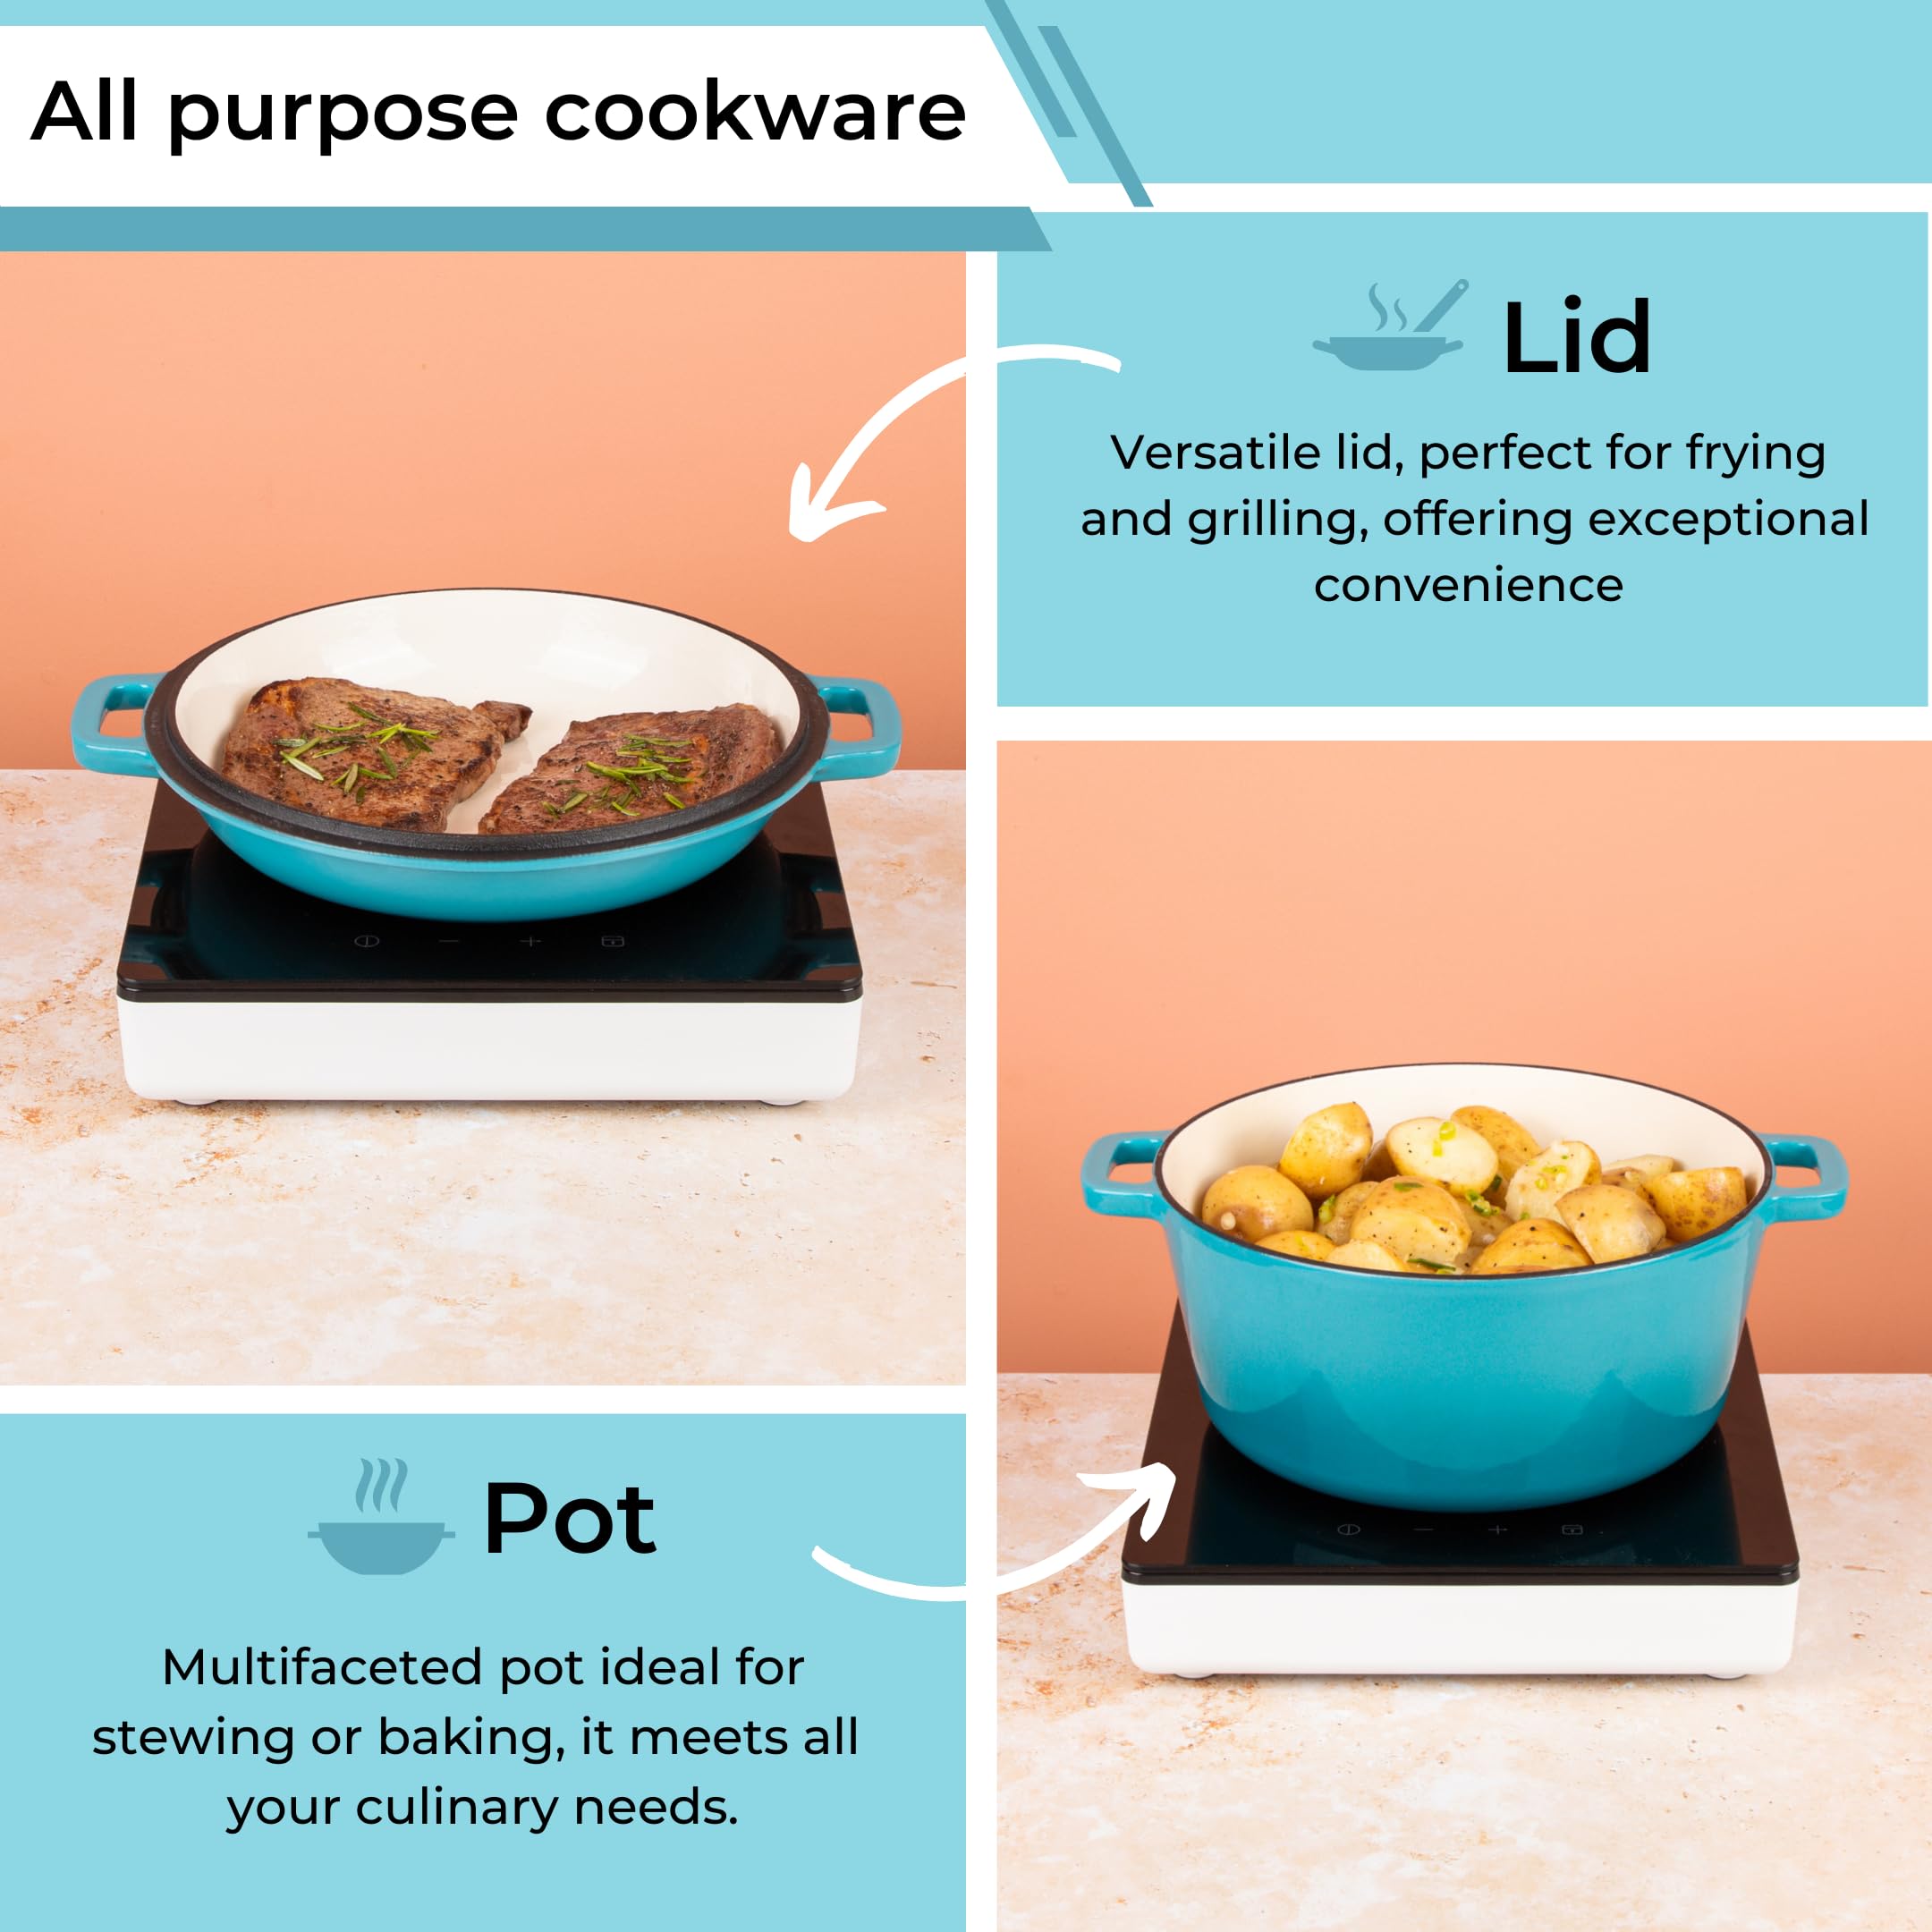 All purpose cookware
Lid
Versatile lid, perfect for frying
and grilling, offering exceptional
convenience
Pot
Multifaceted pot ideal for
stewing or baking, it meets all
your culinary needs.